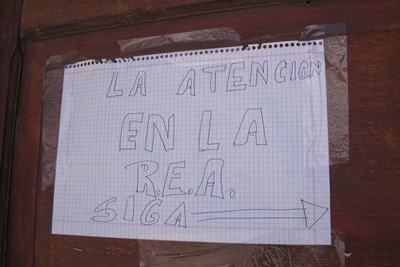 LA ATENCION
EN LA
R.E.A.
SIGA